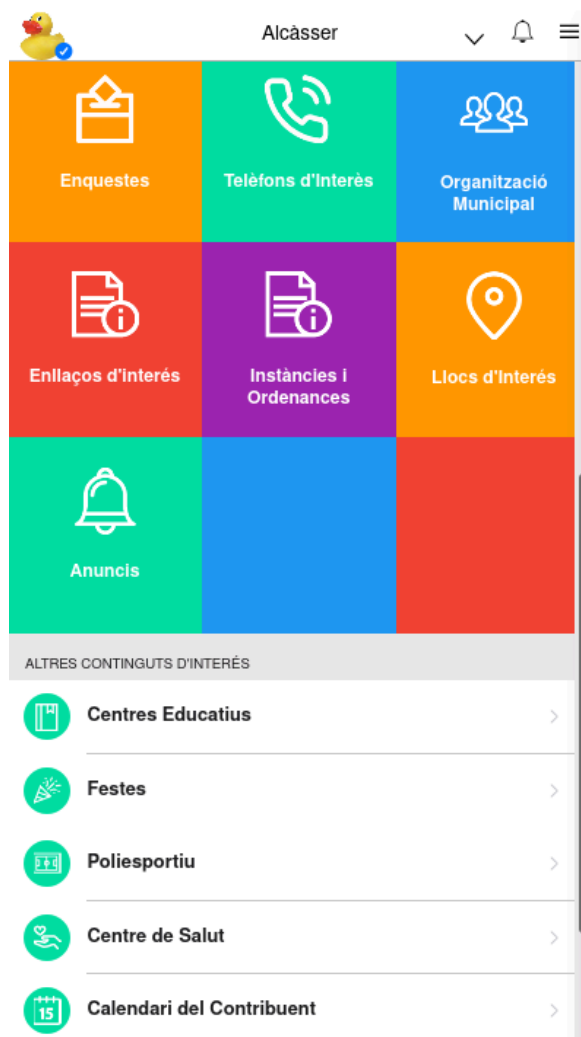 Alcàsser
Enquestes
Telèfons d'Interès
Organització
Municipal
Enllaços d'interés
Instàncies i
Ordenances
Llocs d'Interés
Anuncis
ALTRES CONTINGUTS D'INTERÉS
Centres Educatius
Festes
Poliesportiu
Centre de Salut
15
Calendari del Contribuent